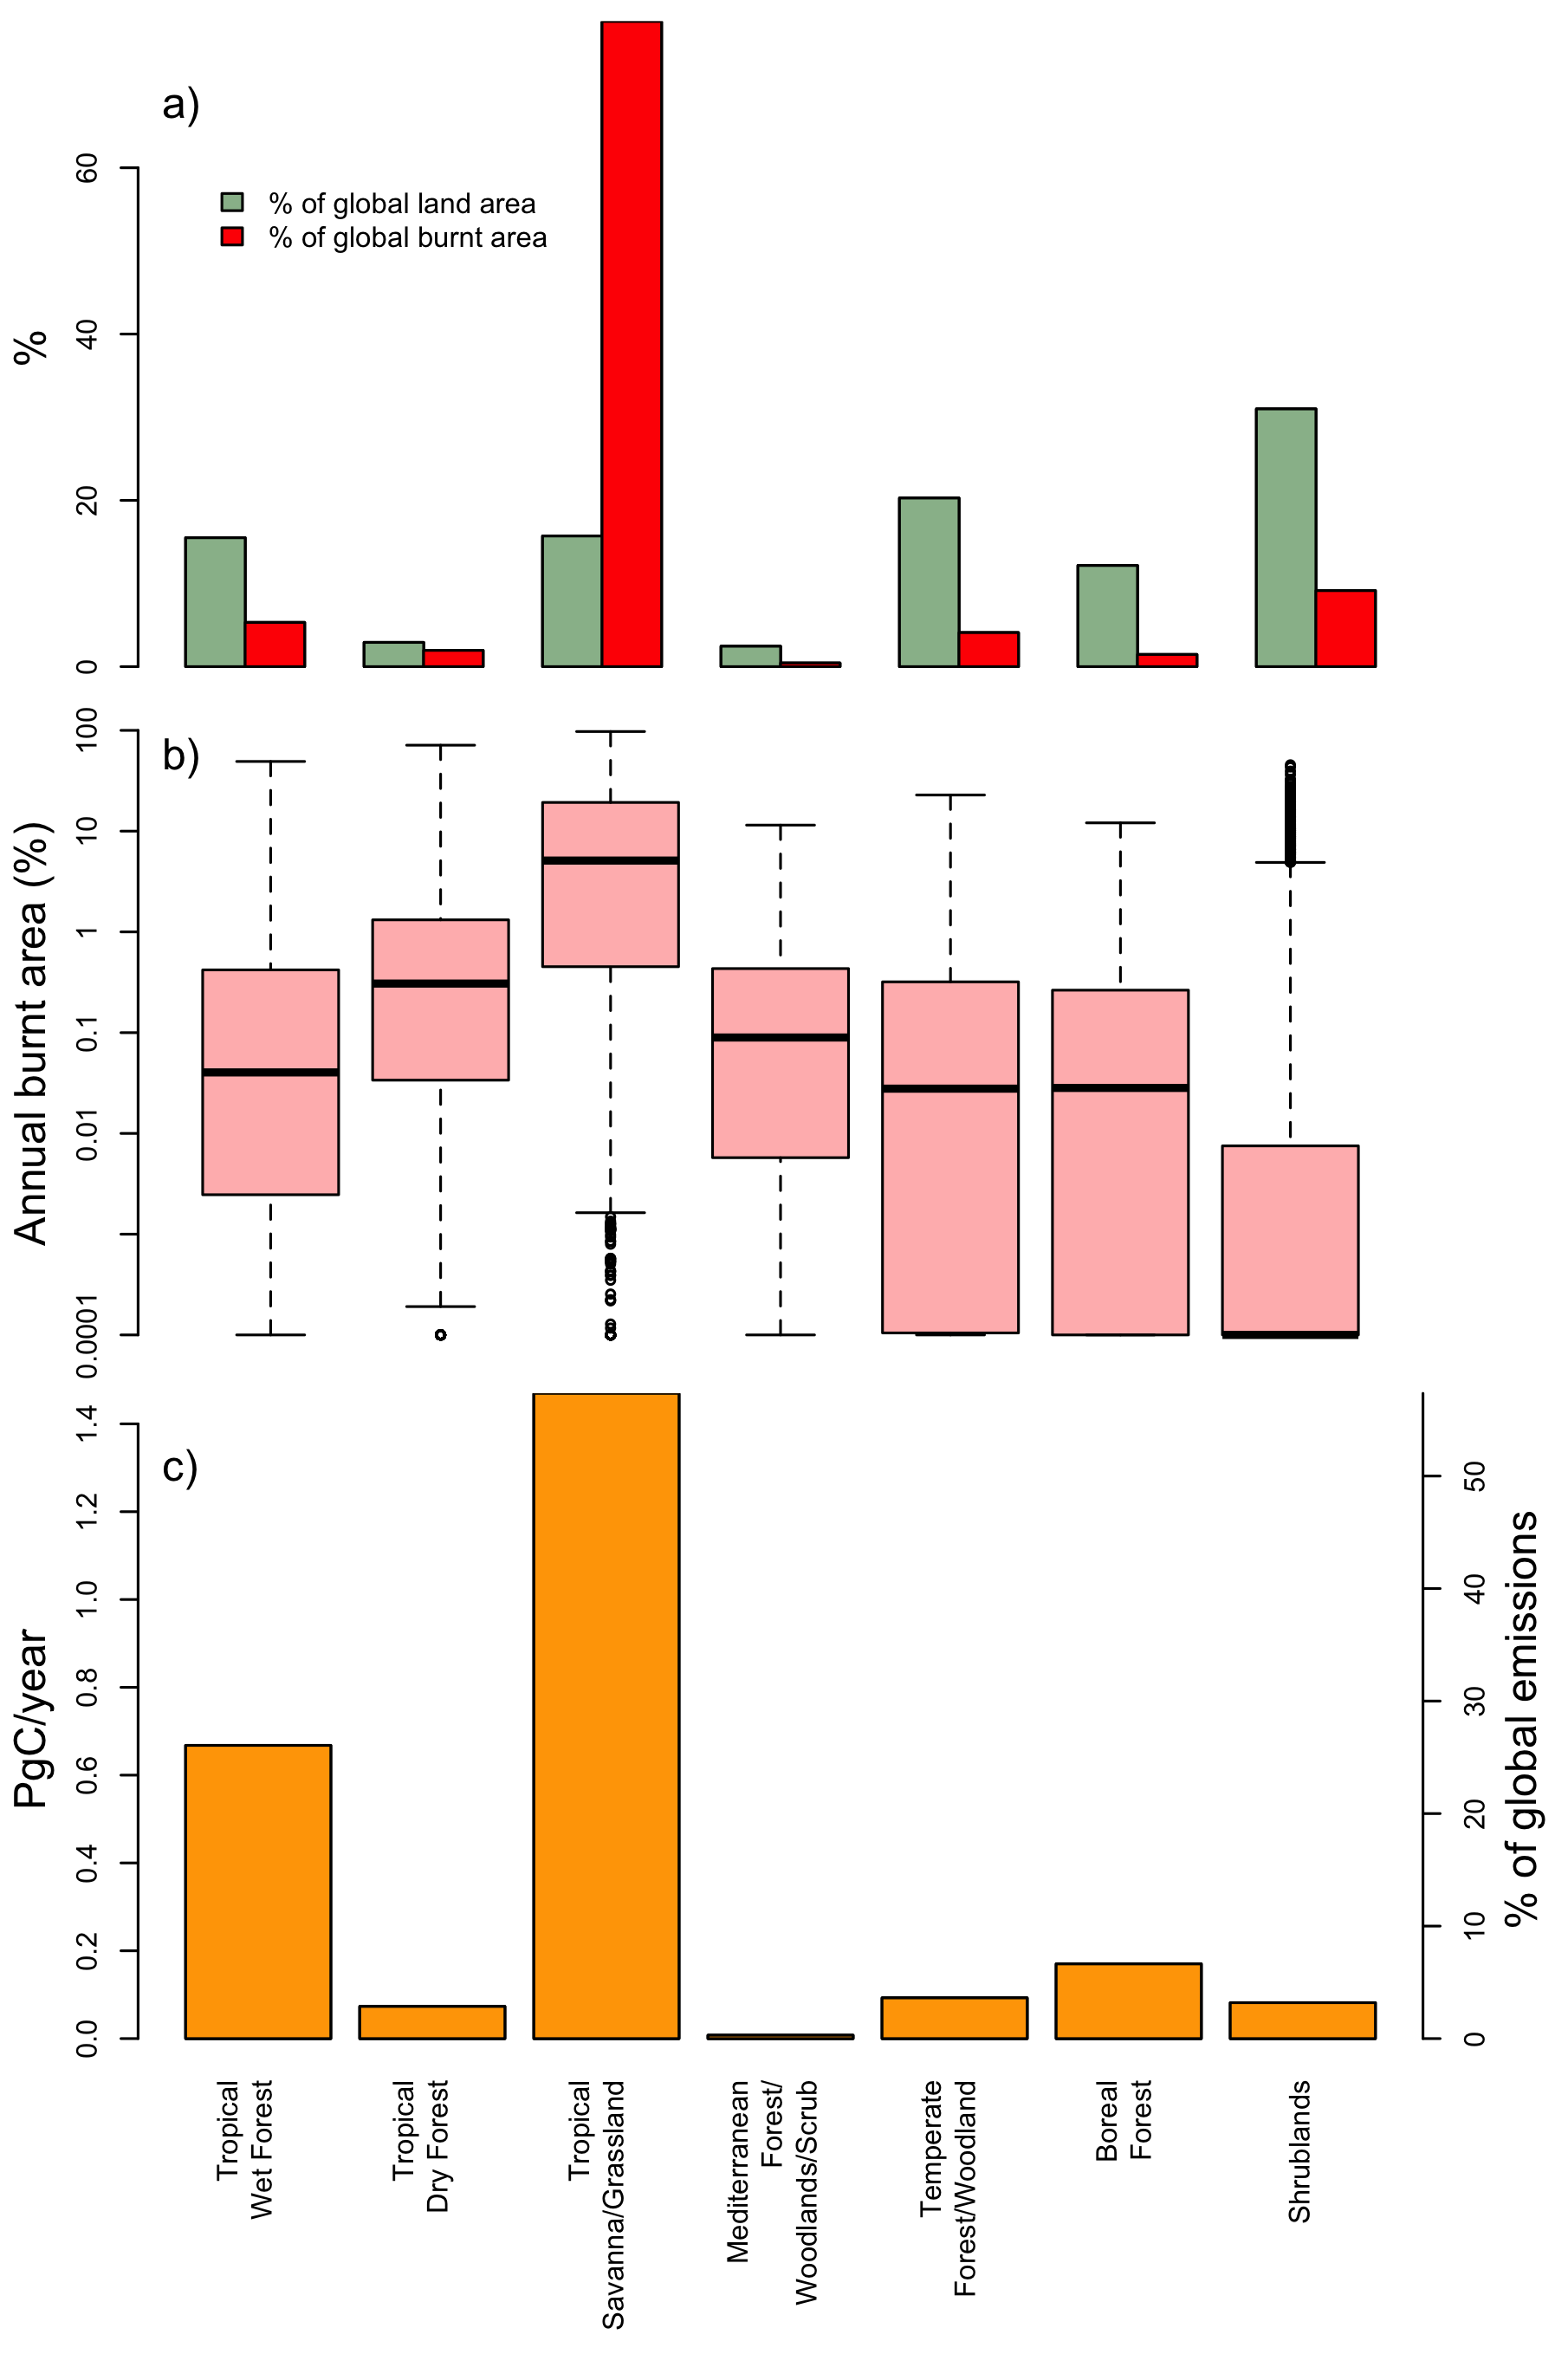 a)
60
40
20
0
%
% of global land area
% of global burnt area
b)
100
10
1
0.1
0.01
0.0001
Annual burnt area (%)
c)
1.4
1.2
1.0
0.8
0.6
0.4
0.2
0.0
PgC/year
50
40
30
20
10
0
% of global emissions
Tropical
Wet Forest
Tropical
Dry Forest
Tropical
Savanna/Grassland
Mediterranean
Forest/
Woodlands/Scrub
Temperate
Forest/Woodland
Boreal
Forest
Shrublands